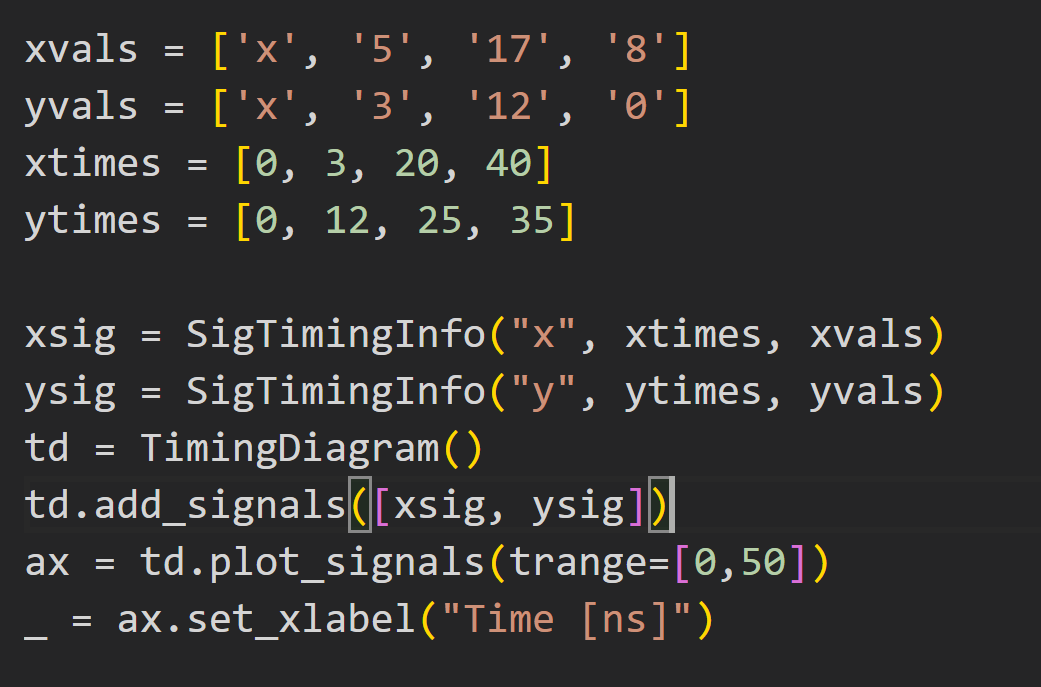 xvals = ['x', '5', '17', '8']
yvals = ['x', '3', '12', '0']
xtimes = [0, 3, 20, 40]
ytimes = [0, 12, 25, 35]
xsig = SigTimingInfo("x", xtimes, xvals)
ysig = SigTimingInfo("y", ytimes, yvals)
td = TimingDiagram()
td.add_signals([xsig, ysig])
ax = td.plot_signals(trange=[0,50])
_ = ax.set_xlabel("Time [ns]")